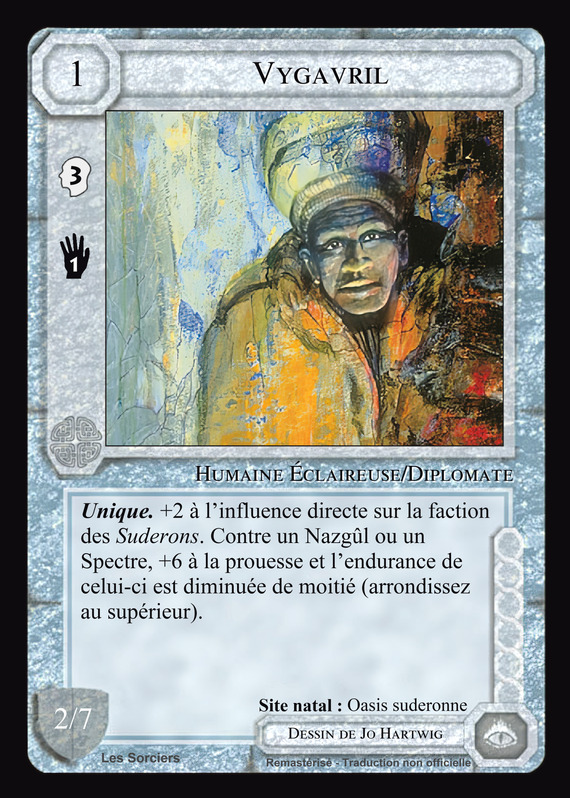 1
Vygavril
3
1
Humaine Éclaireuse/Diplomate
Unique. +2 à l'influence directe sur la faction
des Suderons. Contre un Nazgûl ou un
Spectre, +6 à la prouesse et l'endurance de
celui-ci est diminuée de moitié (arrondissez
au supérieur).
Site natal : Oasis suderonne
2/7
Dessin de Jo Hartwig
Les Sorciers
Remastérisé - Traduction non officielle